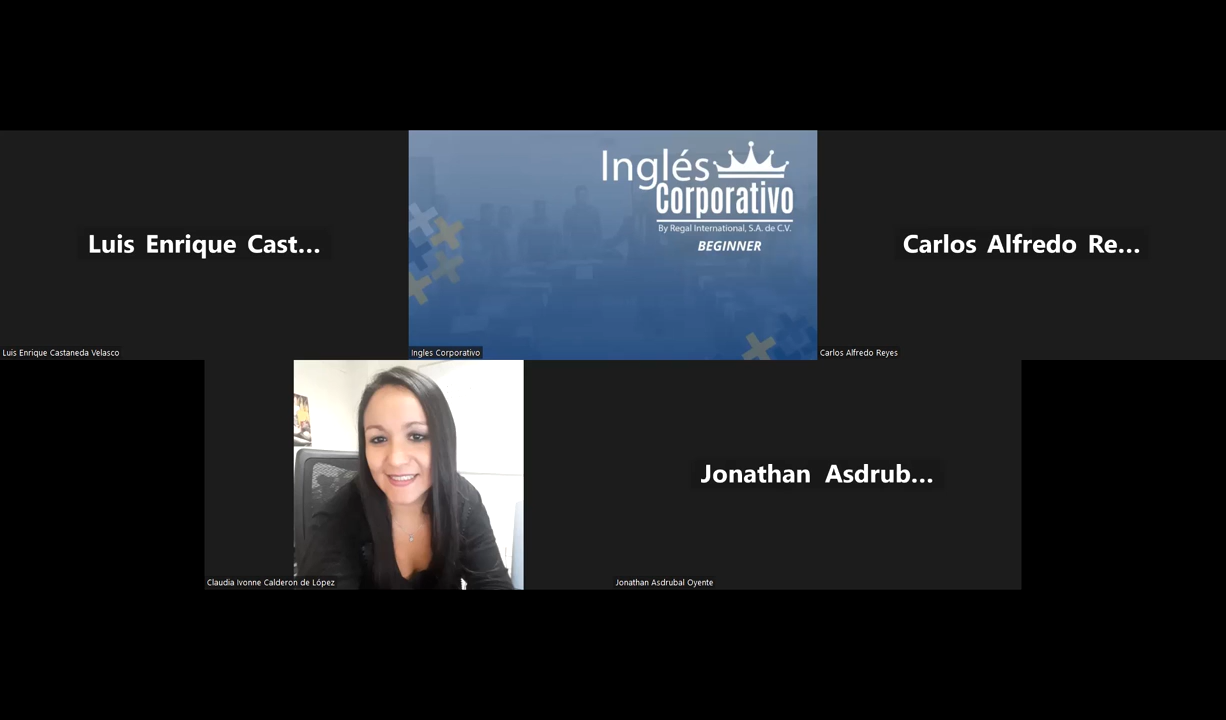 Luis Enrique Cast...
Luis Enrique Castaneda Velasco
Inglés
Corporativo
By Regal International, S.A. de C.V.
BEGINNER
Ingles Corporativo
Carlos Alfredo Re...
Carlos Alfredo Reyes
Claudia Ivonne Calderon de López
Jonathan Asdrub...
Jonathan Asdrubal Oyente